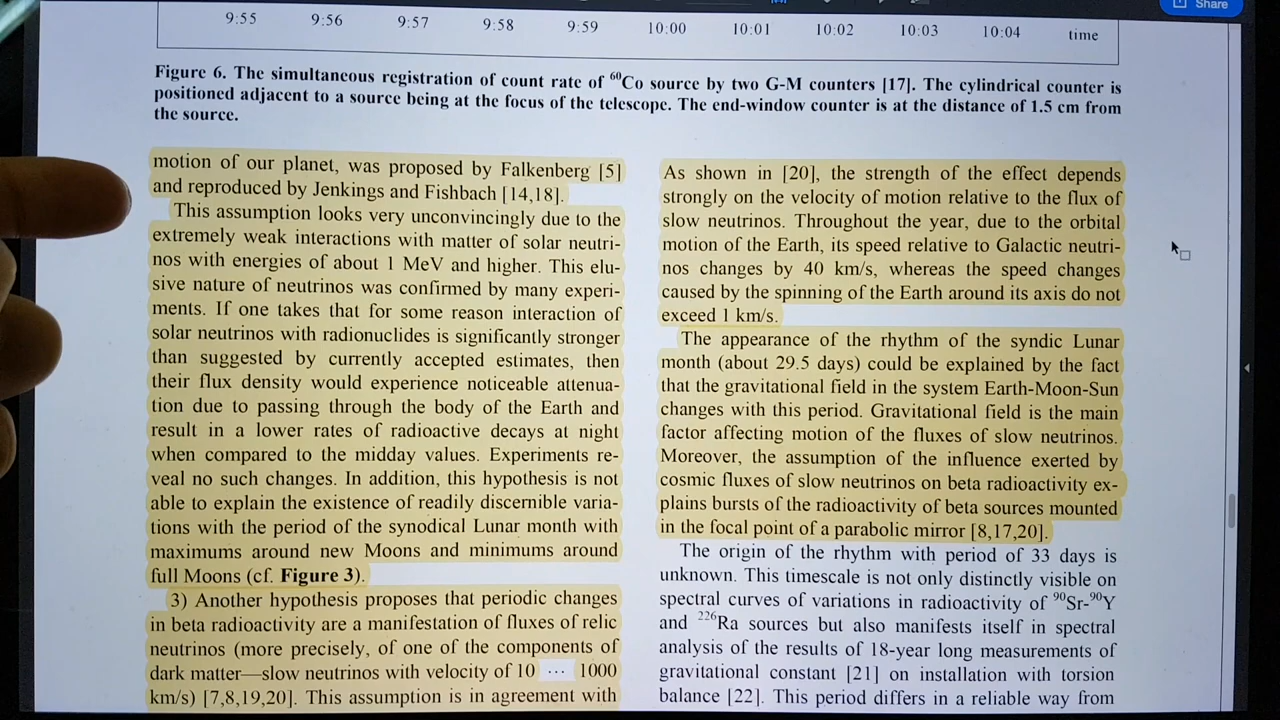 Share
9:55 9:56 9:57 9:58 9:59 10:00 10:01 10:02 10:03 10:04 time
Figure 6. The simultaneous registration of count rate of ⁶⁰Co source by two G-M counters [17]. The cylindrical counter is
positioned adjacent to a source being at the focus of the telescope. The end-window counter is at the distance of 1.5 cm from
the source.
motion of our planet, was proposed by Falkenberg [5]
and reproduced by Jenkings and Fishbach [14,18].
This assumption looks very unconvincingly due to the
extremely weak interactions with matter of solar neutri-
nos with energies of about 1 MeV and higher. This elu-
sive nature of neutrinos was confirmed by many experi-
ments. If one takes that for some reason interaction of
solar neutrinos with radionuclides is significantly stronger
than suggested by currently accepted estimates, then
their flux density would experience noticeable attenua-
tion due to passing through the body of the Earth and
result in a lower rates of radioactive decays at night
when compared to the midday values. Experiments re-
veal no such changes. In addition, this hypothesis is not
able to explain the existence of readily discernible varia-
tions with the period of the synodical Lunar month with
maximums around new Moons and minimums around
full Moons (cf. Figure 3).
3) Another hypothesis proposes that periodic changes
in beta radioactivity are a manifestation of fluxes of relic
neutrinos (more precisely, of one of the components of
dark matter—slow neutrinos with velocity of 10 ··· 1000
km/s) [7,8,19,20]. This assumption is in agreement with
As shown in [20], the strength of the effect depends
strongly on the velocity of motion relative to the flux of
slow neutrinos. Throughout the year, due to the orbital
motion of the Earth, its speed relative to Galactic neutri-
nos changes by 40 km/s, whereas the speed changes
caused by the spinning of the Earth around its axis do not
exceed 1 km/s.
The appearance of the rhythm of the syndic Lunar
month (about 29.5 days) could be explained by the fact
that the gravitational field in the system Earth-Moon-Sun
changes with this period. Gravitational field is the main
factor affecting motion of the fluxes of slow neutrinos.
Moreover, the assumption of the influence exerted by
cosmic fluxes of slow neutrinos on beta radioactivity ex-
plains bursts of the radioactivity of beta sources mounted
in the focal point of a parabolic mirror [8,17,20].
The origin of the rhythm with period of 33 days is
unknown. This timescale is not only distinctly visible on
spectral curves of variations in radioactivity of ⁹⁰Sr-⁹⁰Y
and ²²⁶Ra sources but also manifests itself in spectral
analysis of the results of 18-year long measurements of
gravitational constant [21] on installation with torsion
balance [22]. This period differs in a reliable way from